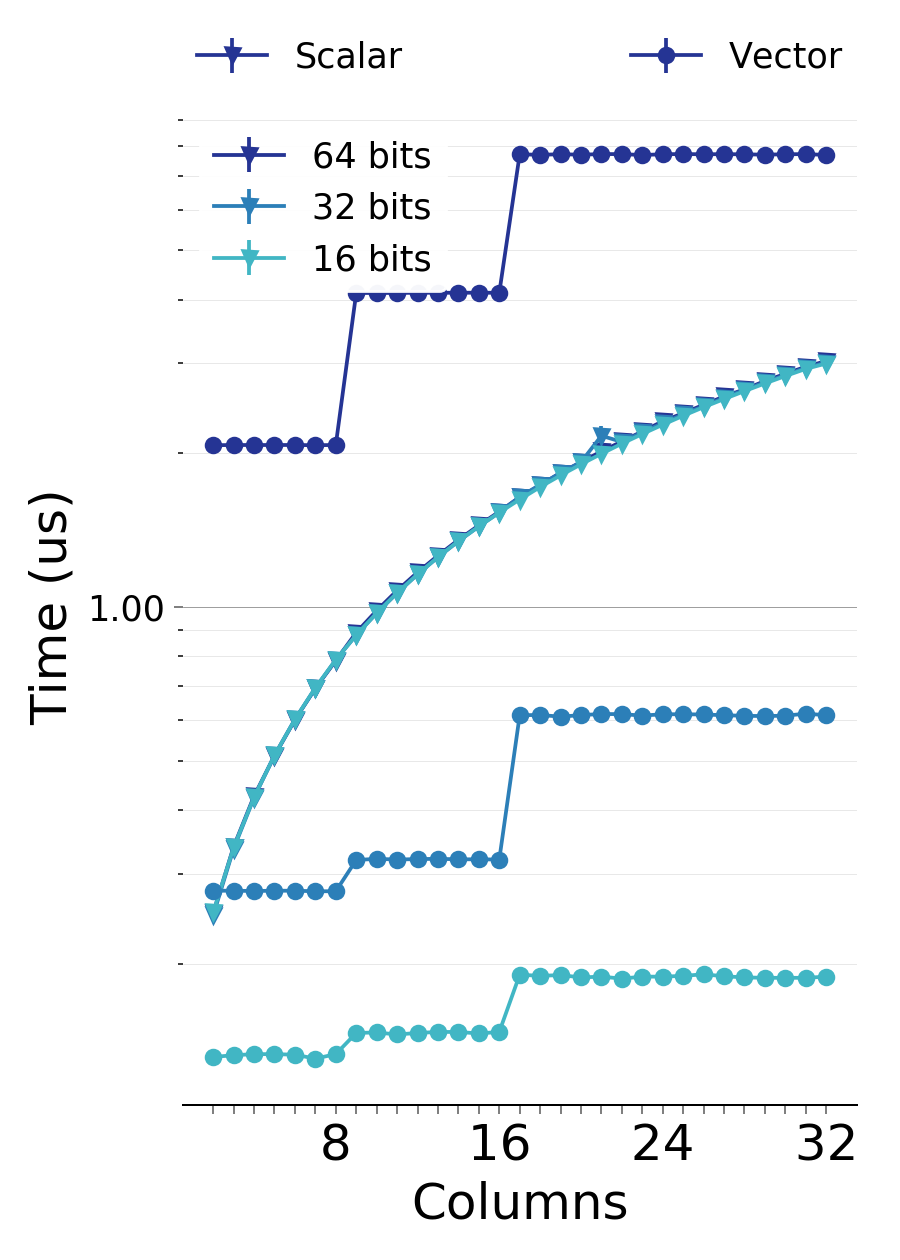 Scalar Vector
64 bits
32 bits
16 bits
Time (us)
1.00
8 16 24 32
Columns